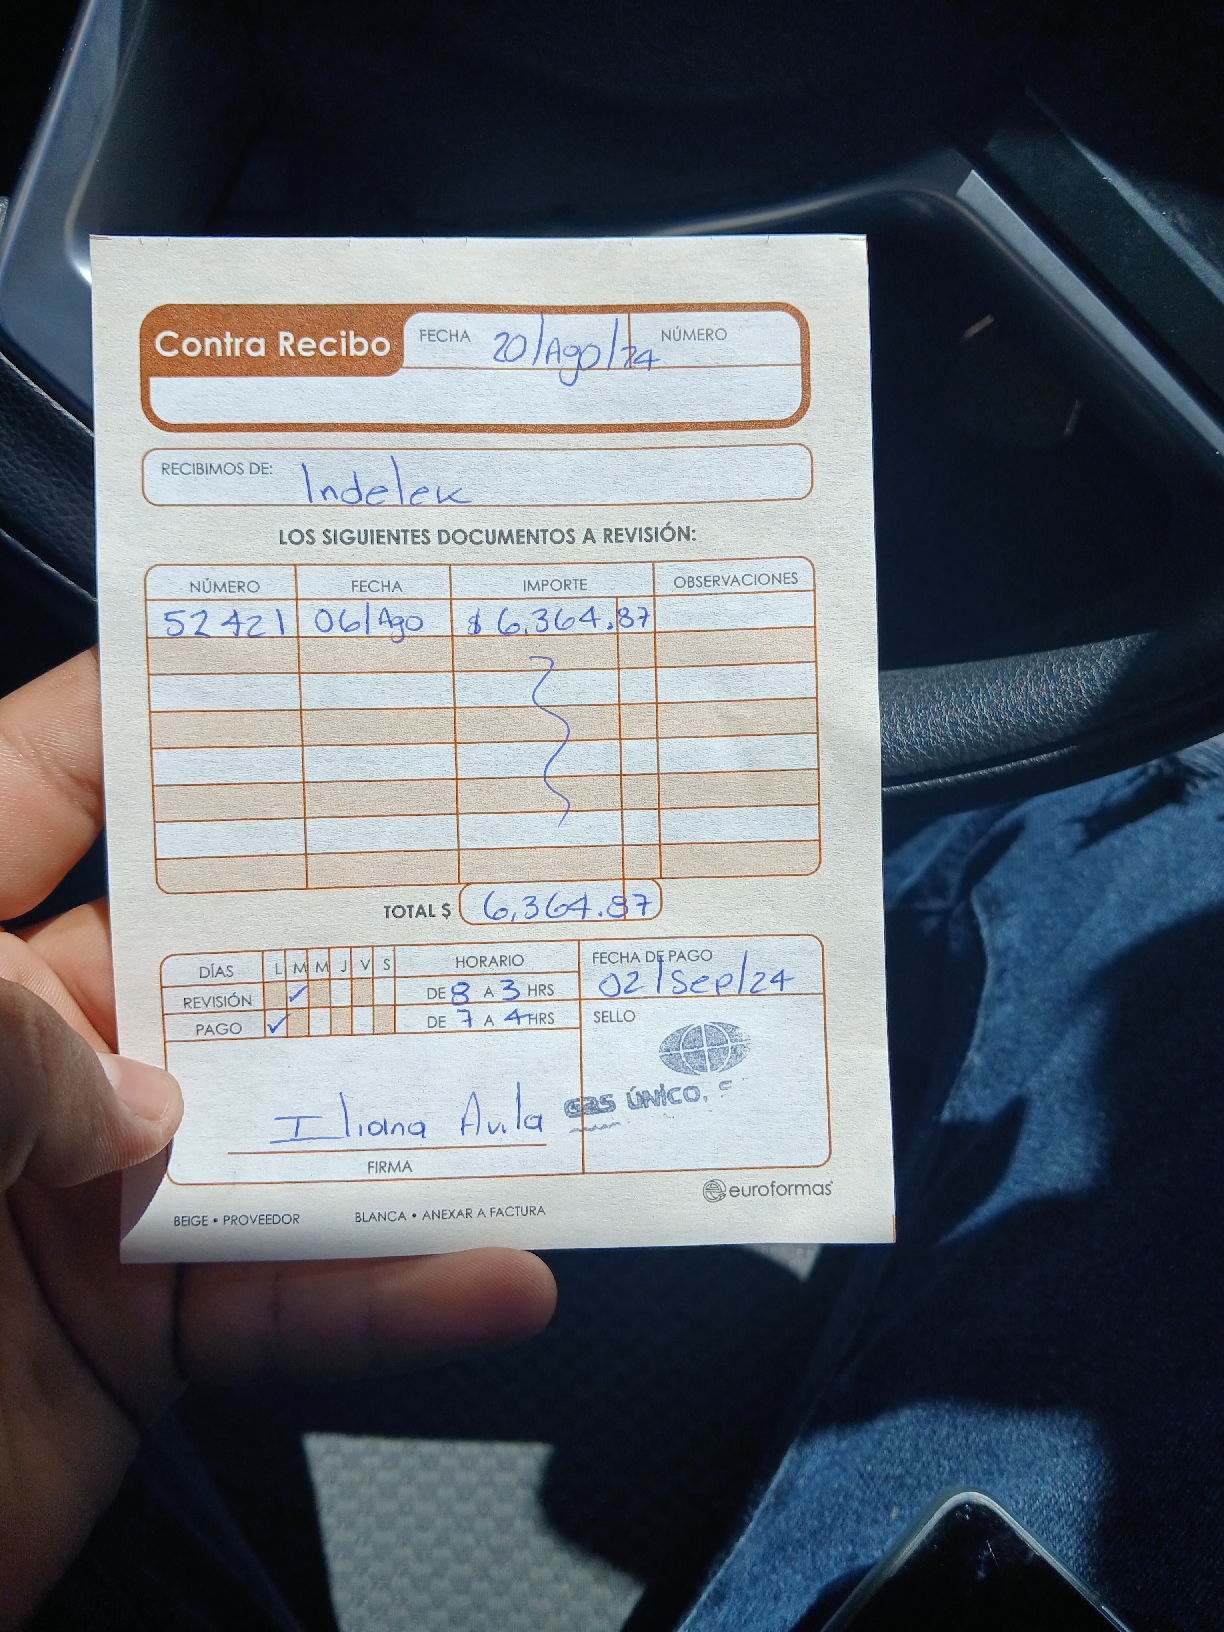 Contra Recibo
FECHA 20/Ago/24 NÚMERO
RECIBIMOS DE: Indelek
LOS SIGUIENTES DOCUMENTOS A REVISIÓN:
NÚMERO FECHA IMPORTE OBSERVACIONES
52421 06/Ago $6,364.87
TOTAL $ 6,364.87
DÍAS L M M J V S HORARIO
REVISIÓN ✓ DE 8 A 3 HRS
PAGO ✓ DE 7 A 4 HRS
FECHA DE PAGO
02/Sep/24
SELLO
GAS ÚNICO, S
Iliana Avila
FIRMA
euroformas
BEIGE • PROVEEDOR BLANCA • ANEXAR A FACTURA